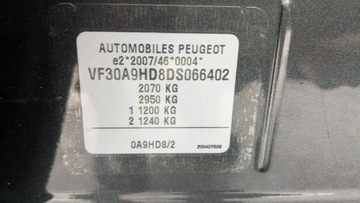 AUTOMOBILES PEUGEOT
e2*2007/46*0004*
VF30A9HD8DS066402
2070 KG
2950 KG
1 1200 KG
2 1240 KG
0A9HD8/2
200427608